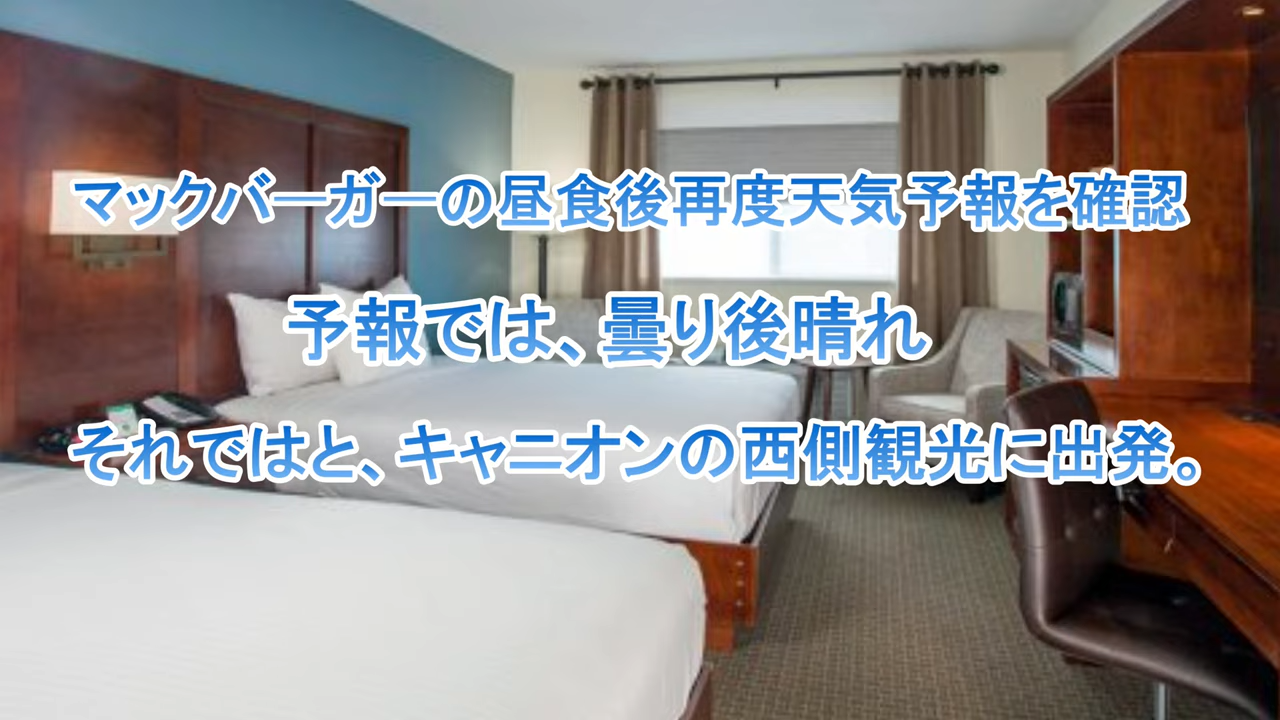 マックバーガーの昼食後再度天気予報を確認
予報では、曇り後晴れ
それではと、キャニオンの西側観光に出発。